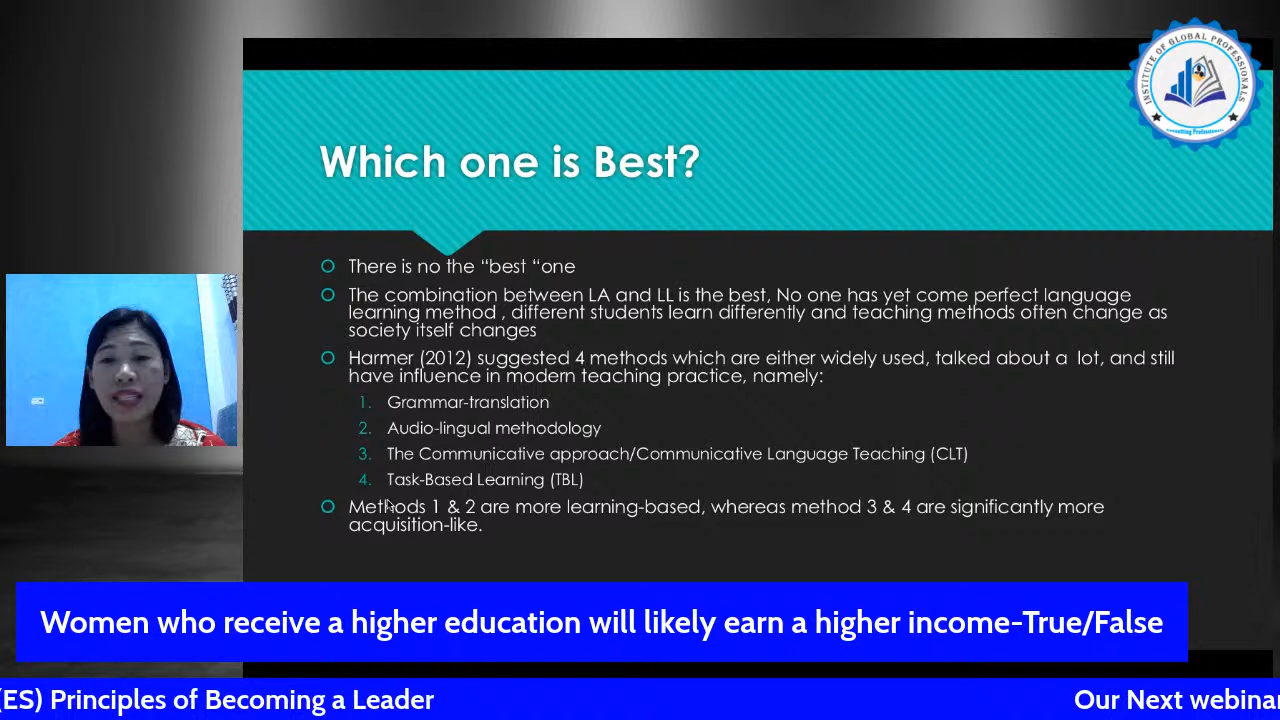 INSTITUTE OF GLOBAL PROFESSIONALS
Consulting Professionals
Which one is Best?
There is no the “best “one
The combination between LA and LL is the best, No one has yet come perfect language
learning method , different students learn differently and teaching methods often change as
society itself changes
Harmer (2012) suggested 4 methods which are either widely used, talked about a lot, and still
have influence in modern teaching practice, namely:
1. Grammar-translation
2. Audio-lingual methodology
3. The Communicative approach/Communicative Language Teaching (CLT)
4. Task-Based Learning (TBL)
Methods 1 & 2 are more learning-based, whereas method 3 & 4 are significantly more
acquisition-like.
Women who receive a higher education will likely earn a higher income-True/False
(ES) Principles of Becoming a Leader
Our Next webinar